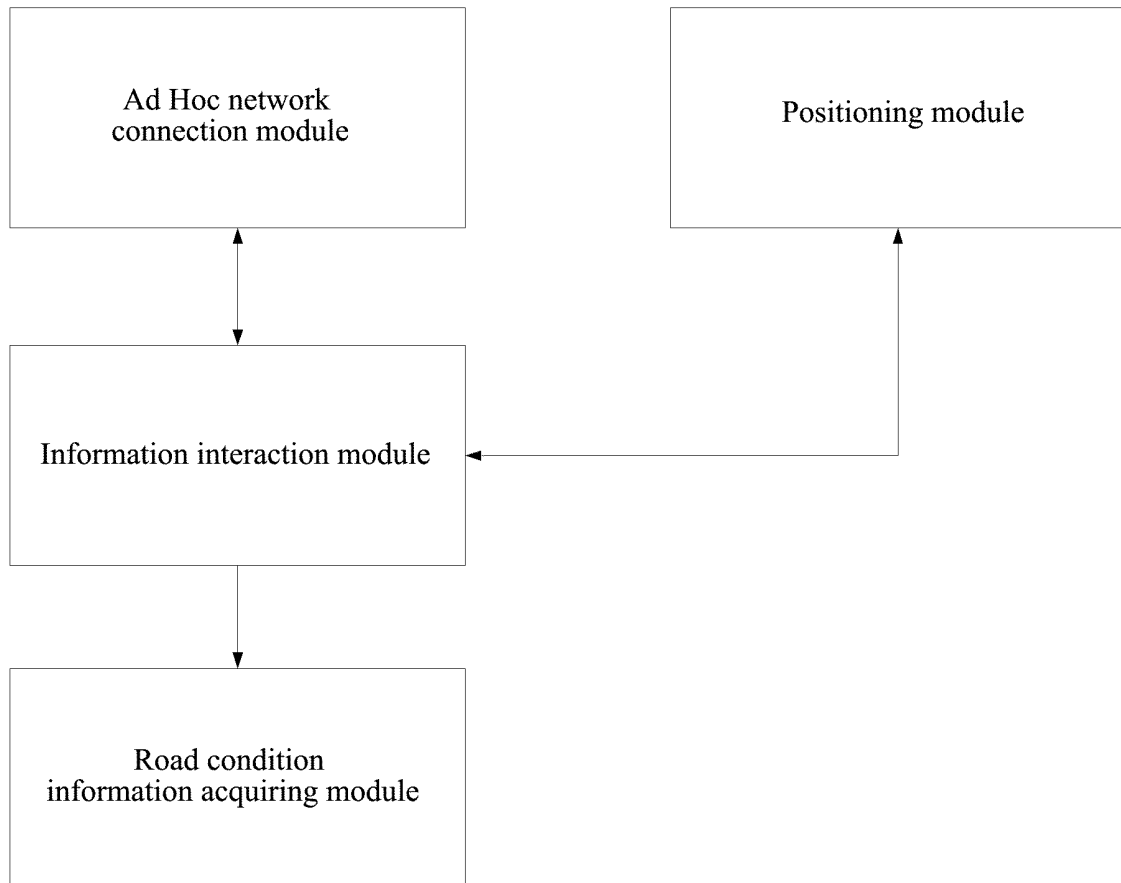 Ad Hoc network
connection module
Positioning module
Information interaction module
Road condition
information acquiring module